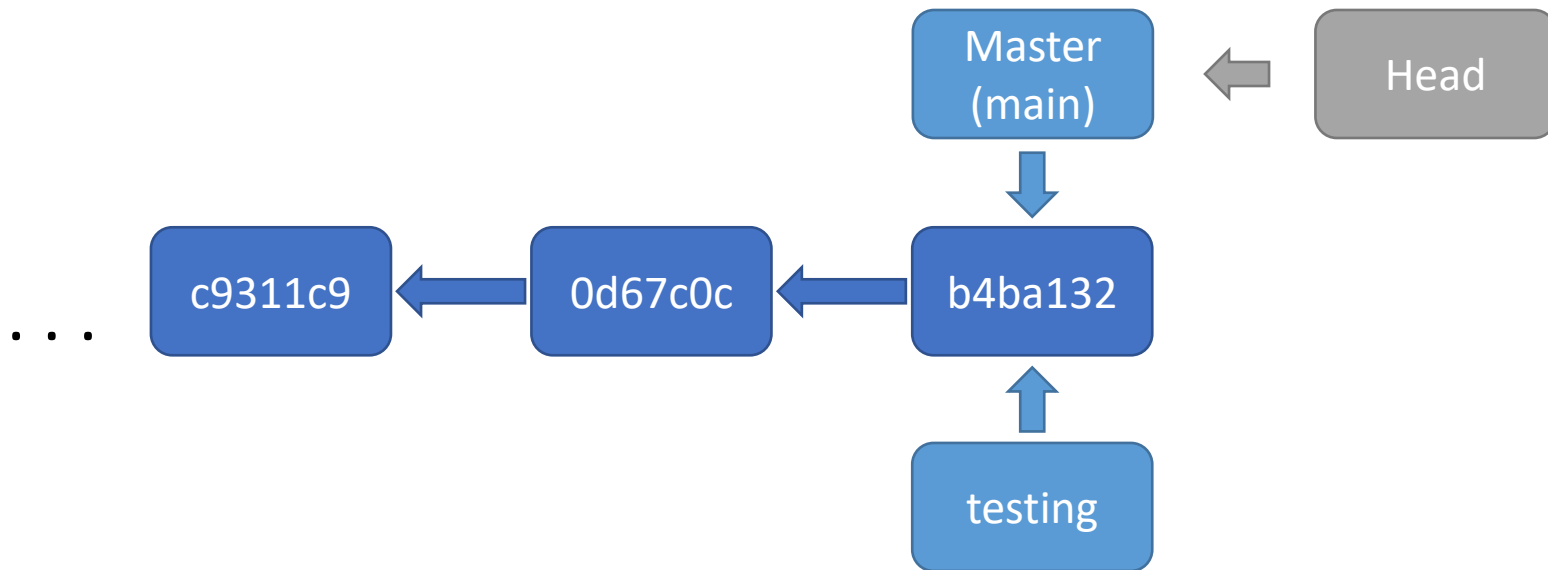 Master
(main)
Head
c9311c9
0d67c0c
b4ba132
. . .
testing